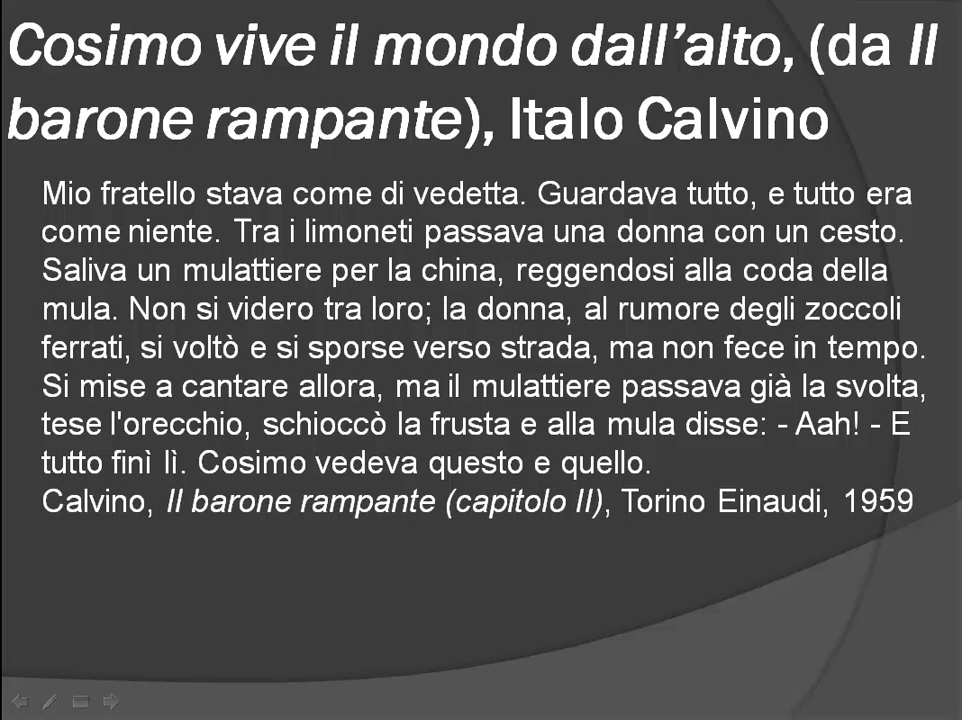 Cosimo vive il mondo dall’alto, (da Il
barone rampante), Italo Calvino
Mio fratello stava come di vedetta. Guardava tutto, e tutto era
come niente. Tra i limoneti passava una donna con un cesto.
Saliva un mulattiere per la china, reggendosi alla coda della
mula. Non si videro tra loro; la donna, al rumore degli zoccoli
ferrati, si voltò e si sporse verso strada, ma non fece in tempo.
Si mise a cantare allora, ma il mulattiere passava già la svolta,
tese l'orecchio, schioccò la frusta e alla mula disse: - Aah! - E
tutto finì lì. Cosimo vedeva questo e quello.
Calvino, Il barone rampante (capitolo II), Torino Einaudi, 1959